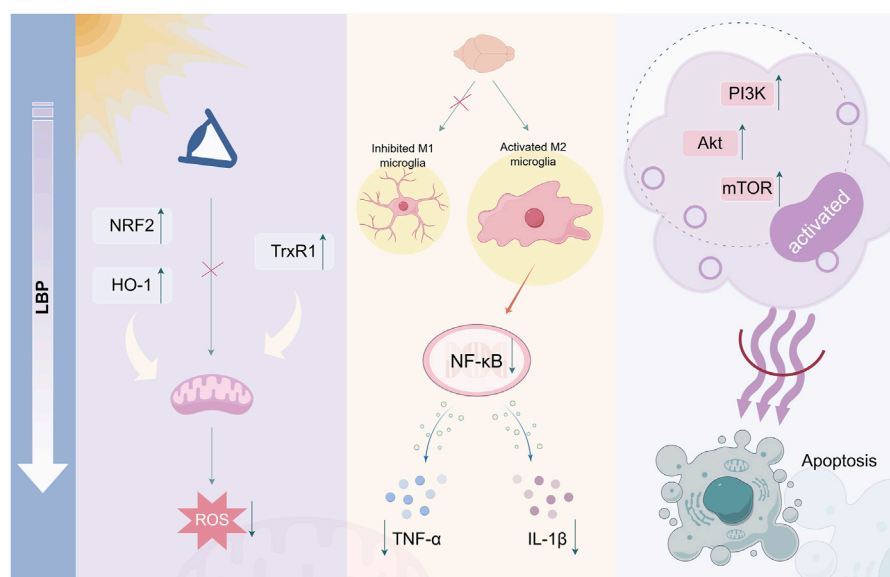 LBP
NRF2
HO-1
TrxR1
ROS
Inhibited M1
microglia
Activated M2
microglia
NF-κB
TNF-α
IL-1β
PI3K
Akt
mTOR
activated
Apoptosis